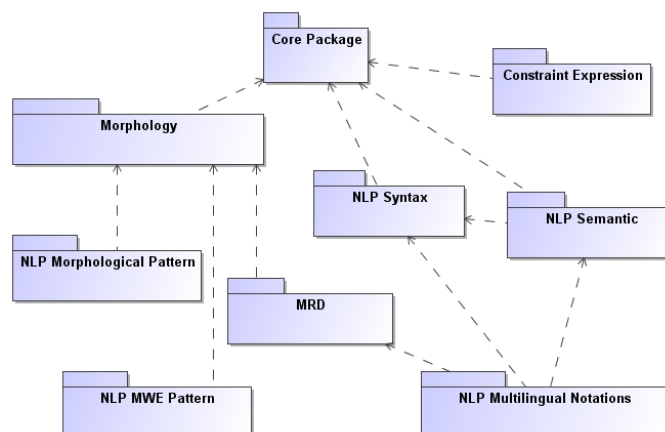 Core Package
Constraint Expression
Morphology
NLP Syntax
NLP Semantic
NLP Morphological Pattern
MRD
NLP MWE Pattern
NLP Multilingual Notations